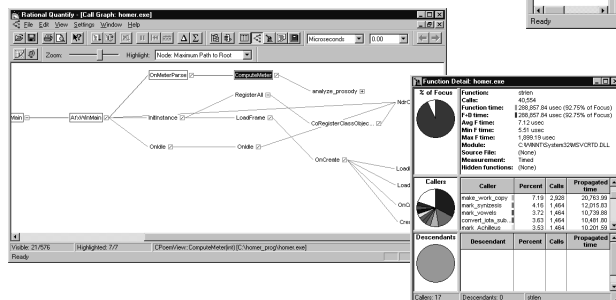 Ready
Rational Quantify - [Call Graph: homer.exe]
File Edit View Settings Window Help
Microseconds 0.00
Zoom: Highlight: Node: Maximum Path to Root
OnMeterParse ComputeMeter
analyze_prosody
RegisterAll
NdrC
Main AfxWinMain InitInstance LoadFrame CoRegisterClassObjec...
OnIdle OnIdle
OnCreate
Load
Load
OnC
Crea
Visible: 21/576 Highlighted: 7/7 CPoemView::ComputeMeter(int) [C:\homer_prog\homer.exe]
Ready
Function Detail: homer.exe
% of Focus
Function: strlen
Calls: 40,554
Function time: 288,857.84 usec (92.75% of Focus)
F+D time: 288,857.84 usec (92.75% of Focus)
Avg F time: 7.12 usec
Min F time: 5.51 usec
Max F time: 1,899.19 usec
Module: C:\WINNT\System32\MSVCRTD.DLL
Source File: (None)
Measurement: Timed
Hidden functions: (None)
Callers
Caller Percent Calls Propagated time
make_work_copy 7.19 2,928 20,763.99
mark_synizesis 4.16 1,464 12,015.83
mark_vowels 3.72 1,464 10,739.88
convert_iota_sub... 3.63 1,464 10,481.80
mark_Achilleus 3.53 1,464 10,201.59
Descendants
Descendant Percent Calls Propagated time
Callers: 17 Descendants: 0 strlen